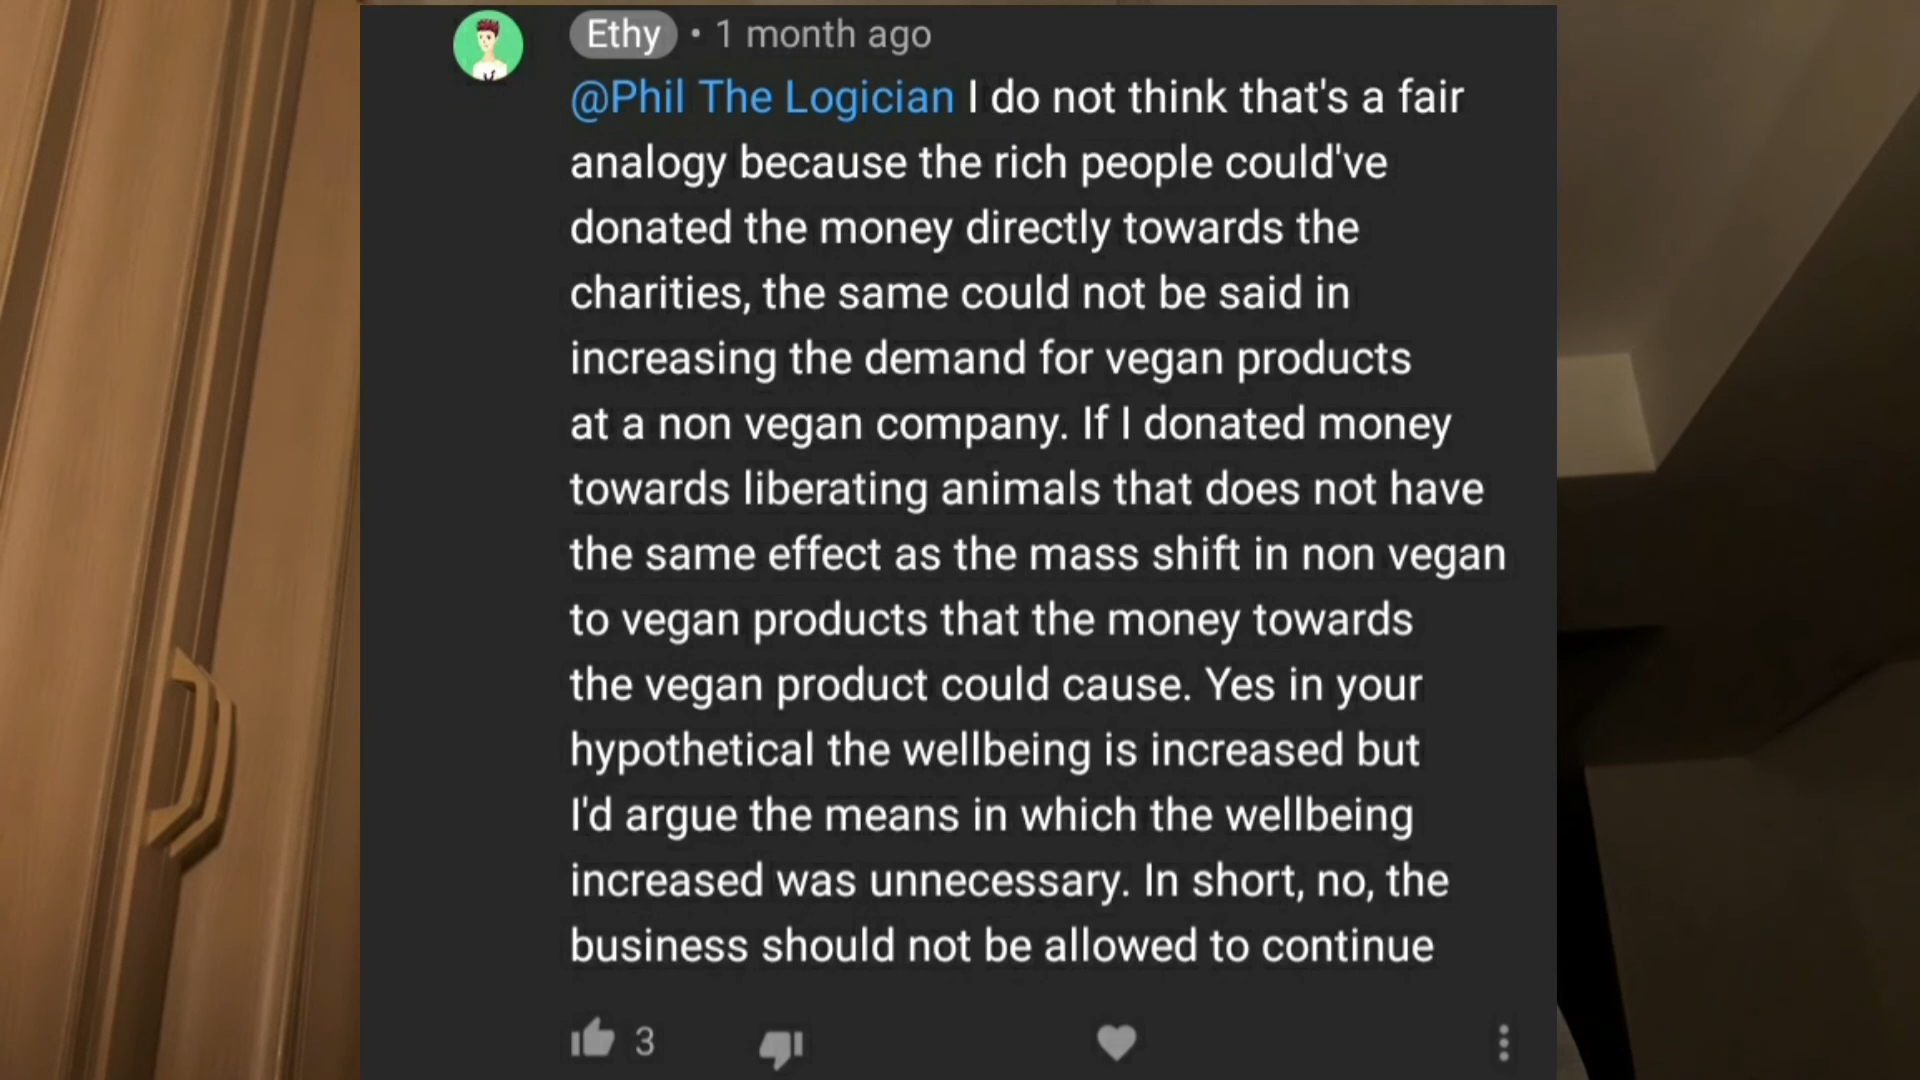 Ethy • 1 month ago
@Phil The Logician I do not think that's a fair
analogy because the rich people could've
donated the money directly towards the
charities, the same could not be said in
increasing the demand for vegan products
at a non vegan company. If I donated money
towards liberating animals that does not have
the same effect as the mass shift in non vegan
to vegan products that the money towards
the vegan product could cause. Yes in your
hypothetical the wellbeing is increased but
I'd argue the means in which the wellbeing
increased was unnecessary. In short, no, the
business should not be allowed to continue
3